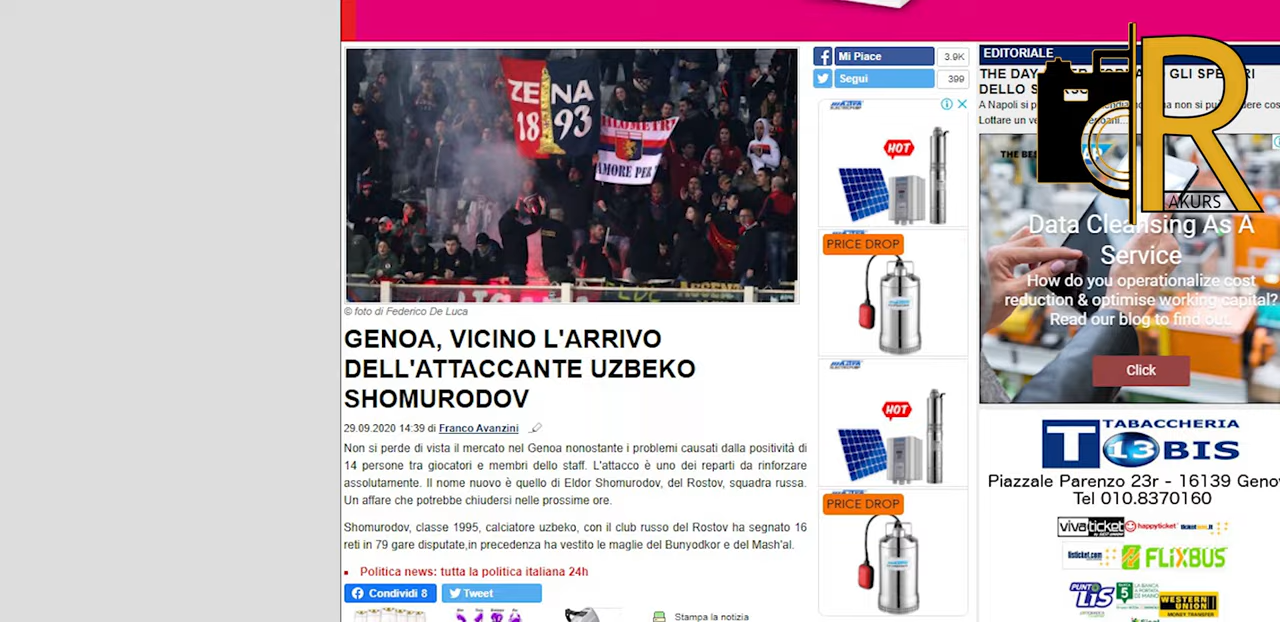 ZENA
18 93
AMORE PER
© foto di Federico De Luca
GENOA, VICINO L'ARRIVO
DELL'ATTACCANTE UZBEKO
SHOMURODOV
29.09.2020 14:39 di Franco Avanzini
Non si perde di vista il mercato nel Genoa nonostante i problemi causati dalla positività di
14 persone tra giocatori e membri dello staff. L'attacco è uno dei reparti da rinforzare
assolutamente. Il nome nuovo è quello di Eldor Shomurodov, del Rostov, squadra russa.
Un affare che potrebbe chiudersi nelle prossime ore.
Shomurodov, classe 1995, calciatore uzbeko, con il club russo del Rostov ha segnato 16
reti in 79 gare disputate,in precedenza ha vestito le maglie del Bunyodkor e del Mash'al.
Politica news: tutta la politica italiana 24h
Condividi 8
Tweet
Stampa la notizia
Mi Piace
3.9K
Segui
399
HOT
PRICE DROP
HOT
PRICE DROP
EDITORIALE
THE DAY GLI
DELLO
A Napoli si non si
Lottare un
R
AKURS
THE
Data Cleansing As A
Service
How do you operationalize cost
reduction & optimise working capital?
Read our blog to find out.
Click
TABACCHERIA
T 13 BIS
Piazzale Parenzo 23r - 16139
Tel 010.8370160
vivaticket
happyticket
listicket.com
FLiXBUS
PUNTO
LIS
5
WESTERN
UNION
MONEY TRANSFER